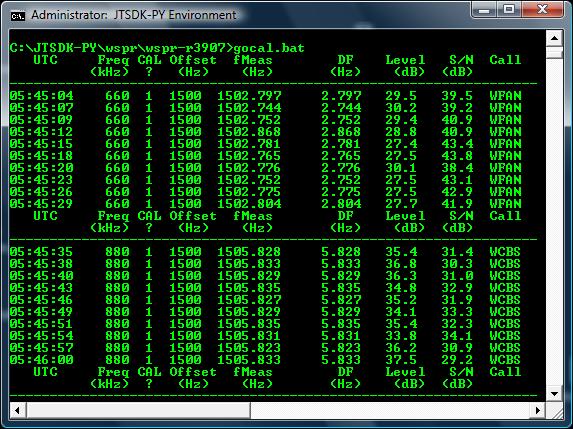 Administrator: JTSDK-PY Environment
C:\JTSDK-PY\wspr\wspr-r3907>gocal.bat
UTC Freq CAL Offset fMeas DF Level S/N Call
(kHz) ? (Hz) (Hz) (Hz) (dB) (dB)
05:45:04 660 1 1500 1502.797 2.797 29.5 39.5 WFAN
05:45:07 660 1 1500 1502.744 2.744 30.2 39.2 WFAN
05:45:09 660 1 1500 1502.752 2.752 29.4 40.9 WFAN
05:45:12 660 1 1500 1502.868 2.868 28.8 40.9 WFAN
05:45:15 660 1 1500 1502.781 2.781 27.4 43.4 WFAN
05:45:18 660 1 1500 1502.765 2.765 27.5 43.8 WFAN
05:45:20 660 1 1500 1502.776 2.776 30.1 38.4 WFAN
05:45:23 660 1 1500 1502.752 2.752 27.5 43.1 WFAN
05:45:26 660 1 1500 1502.775 2.775 27.5 42.9 WFAN
05:45:29 660 1 1500 1502.804 2.804 27.7 41.9 WFAN
UTC Freq CAL Offset fMeas DF Level S/N Call
(kHz) ? (Hz) (Hz) (Hz) (dB) (dB)
05:45:35 880 1 1500 1505.828 5.828 35.4 31.4 WCBS
05:45:38 880 1 1500 1505.833 5.833 36.8 30.3 WCBS
05:45:40 880 1 1500 1505.829 5.829 36.3 31.0 WCBS
05:45:43 880 1 1500 1505.835 5.835 34.8 32.9 WCBS
05:45:46 880 1 1500 1505.827 5.827 35.2 31.9 WCBS
05:45:49 880 1 1500 1505.829 5.829 34.1 33.3 WCBS
05:45:51 880 1 1500 1505.835 5.835 35.4 32.3 WCBS
05:45:54 880 1 1500 1505.831 5.831 33.8 34.1 WCBS
05:45:57 880 1 1500 1505.823 5.823 36.2 30.9 WCBS
05:46:00 880 1 1500 1505.833 5.833 37.5 29.2 WCBS
UTC Freq CAL Offset fMeas DF Level S/N Call
(kHz) ? (Hz) (Hz) (Hz) (dB) (dB)